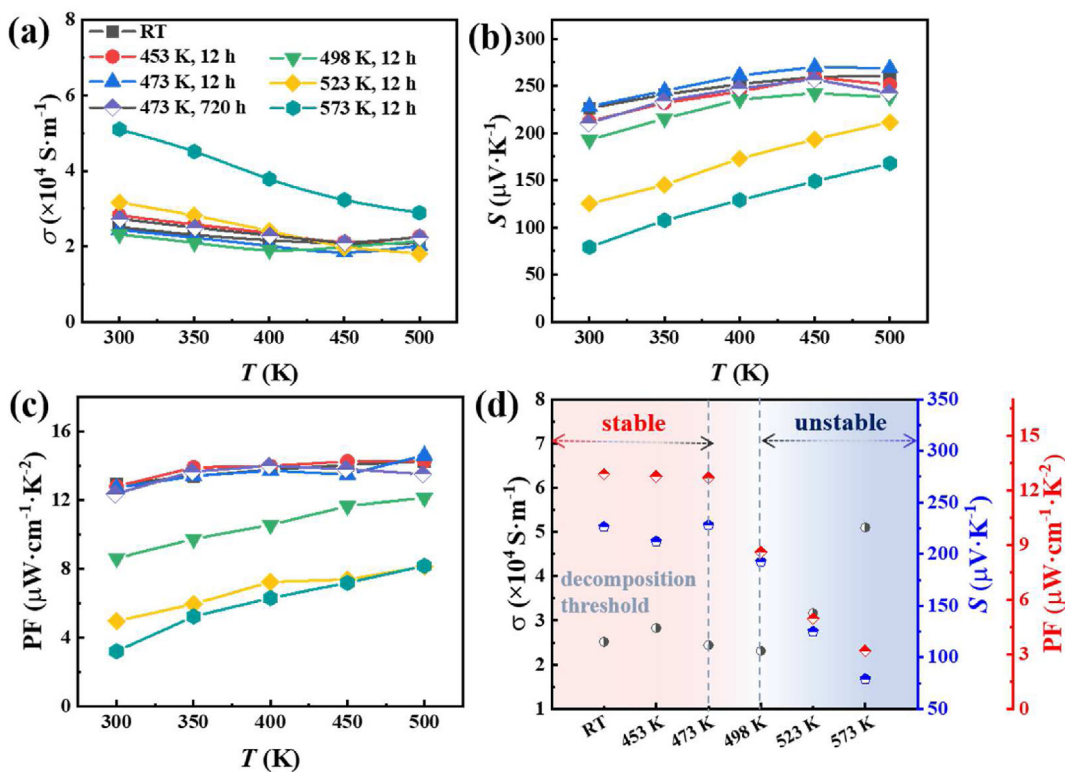 (a)
RT
453 K, 12 h
473 K, 12 h
473 K, 720 h
498 K, 12 h
523 K, 12 h
573 K, 12 h
8
6
4
2
0
σ (×10⁴ S·m⁻¹)
300 350 400 450 500
T (K)
(b)
300
250
200
150
100
50
0
S (μV·K⁻¹)
300 350 400 450 500
T (K)
(c)
16
12
8
4
0
PF (μW·cm⁻¹·K⁻²)
300 350 400 450 500
T (K)
(d)
stable
unstable
decomposition
threshold
8
7
6
5
4
3
2
1
σ (×10⁴ S·m⁻¹)
RT 453 K 473 K 498 K 523 K 573 K
350
300
250
200
150
100
50
S (μV·K⁻¹)
15
12
9
6
3
0
PF (μW·cm⁻¹·K⁻²)